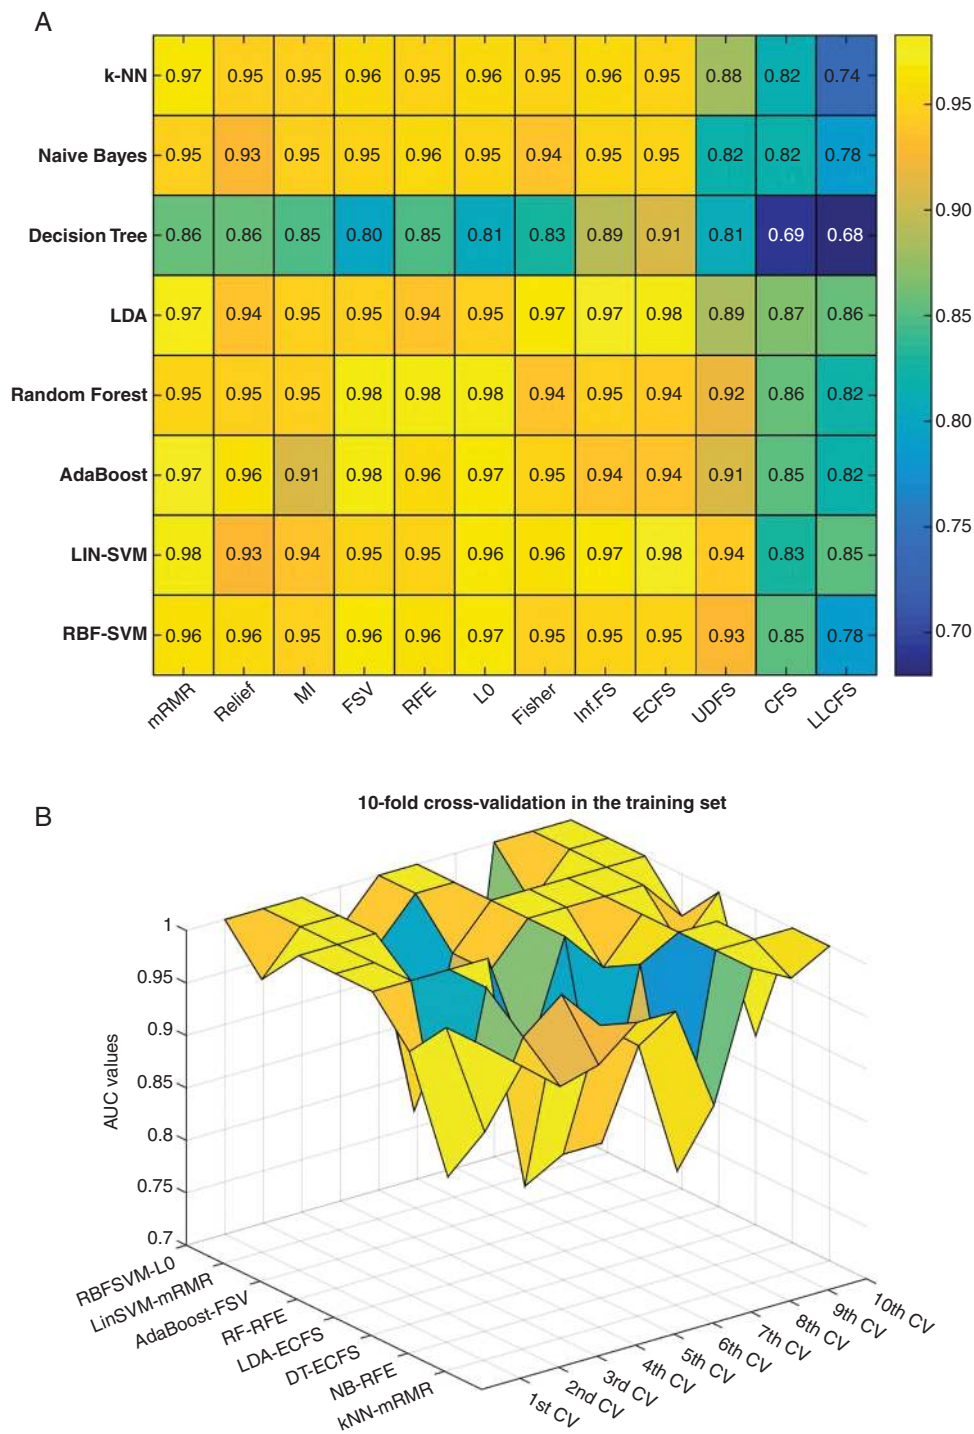 A
k-NN 0.97 0.95 0.95 0.96 0.95 0.96 0.95 0.96 0.95 0.88 0.82 0.74
0.95
Naive Bayes 0.95 0.93 0.95 0.95 0.96 0.95 0.94 0.95 0.95 0.82 0.82 0.78
0.90
Decision Tree 0.86 0.86 0.85 0.80 0.85 0.81 0.83 0.89 0.91 0.81 0.69 0.68
LDA 0.97 0.94 0.95 0.95 0.94 0.95 0.97 0.97 0.98 0.89 0.87 0.86
0.85
Random Forest 0.95 0.95 0.95 0.98 0.98 0.98 0.94 0.95 0.94 0.92 0.86 0.82
0.80
AdaBoost 0.97 0.96 0.91 0.98 0.96 0.97 0.95 0.94 0.94 0.91 0.85 0.82
0.75
LIN-SVM 0.98 0.93 0.94 0.95 0.95 0.96 0.96 0.97 0.98 0.94 0.83 0.85
RBF-SVM 0.96 0.96 0.95 0.96 0.96 0.97 0.95 0.95 0.95 0.93 0.85 0.78
0.70
mRMR Relief MI FSV RFE L0 Fisher Inf.FS ECFS UDFS CFS LLCFS
B
10-fold cross-validation in the training set
1
0.95
0.9
0.85
0.8
0.75
0.7
AUC values
RBFSVM-L0
LinSVM-mRMR
AdaBoost-FSV
RF-RFE
LDA-ECFS
DT-ECFS
NB-RFE
kNN-mRMR
1st CV
2nd CV
3rd CV
4th CV
5th CV
6th CV
7th CV
8th CV
9th CV
10th CV